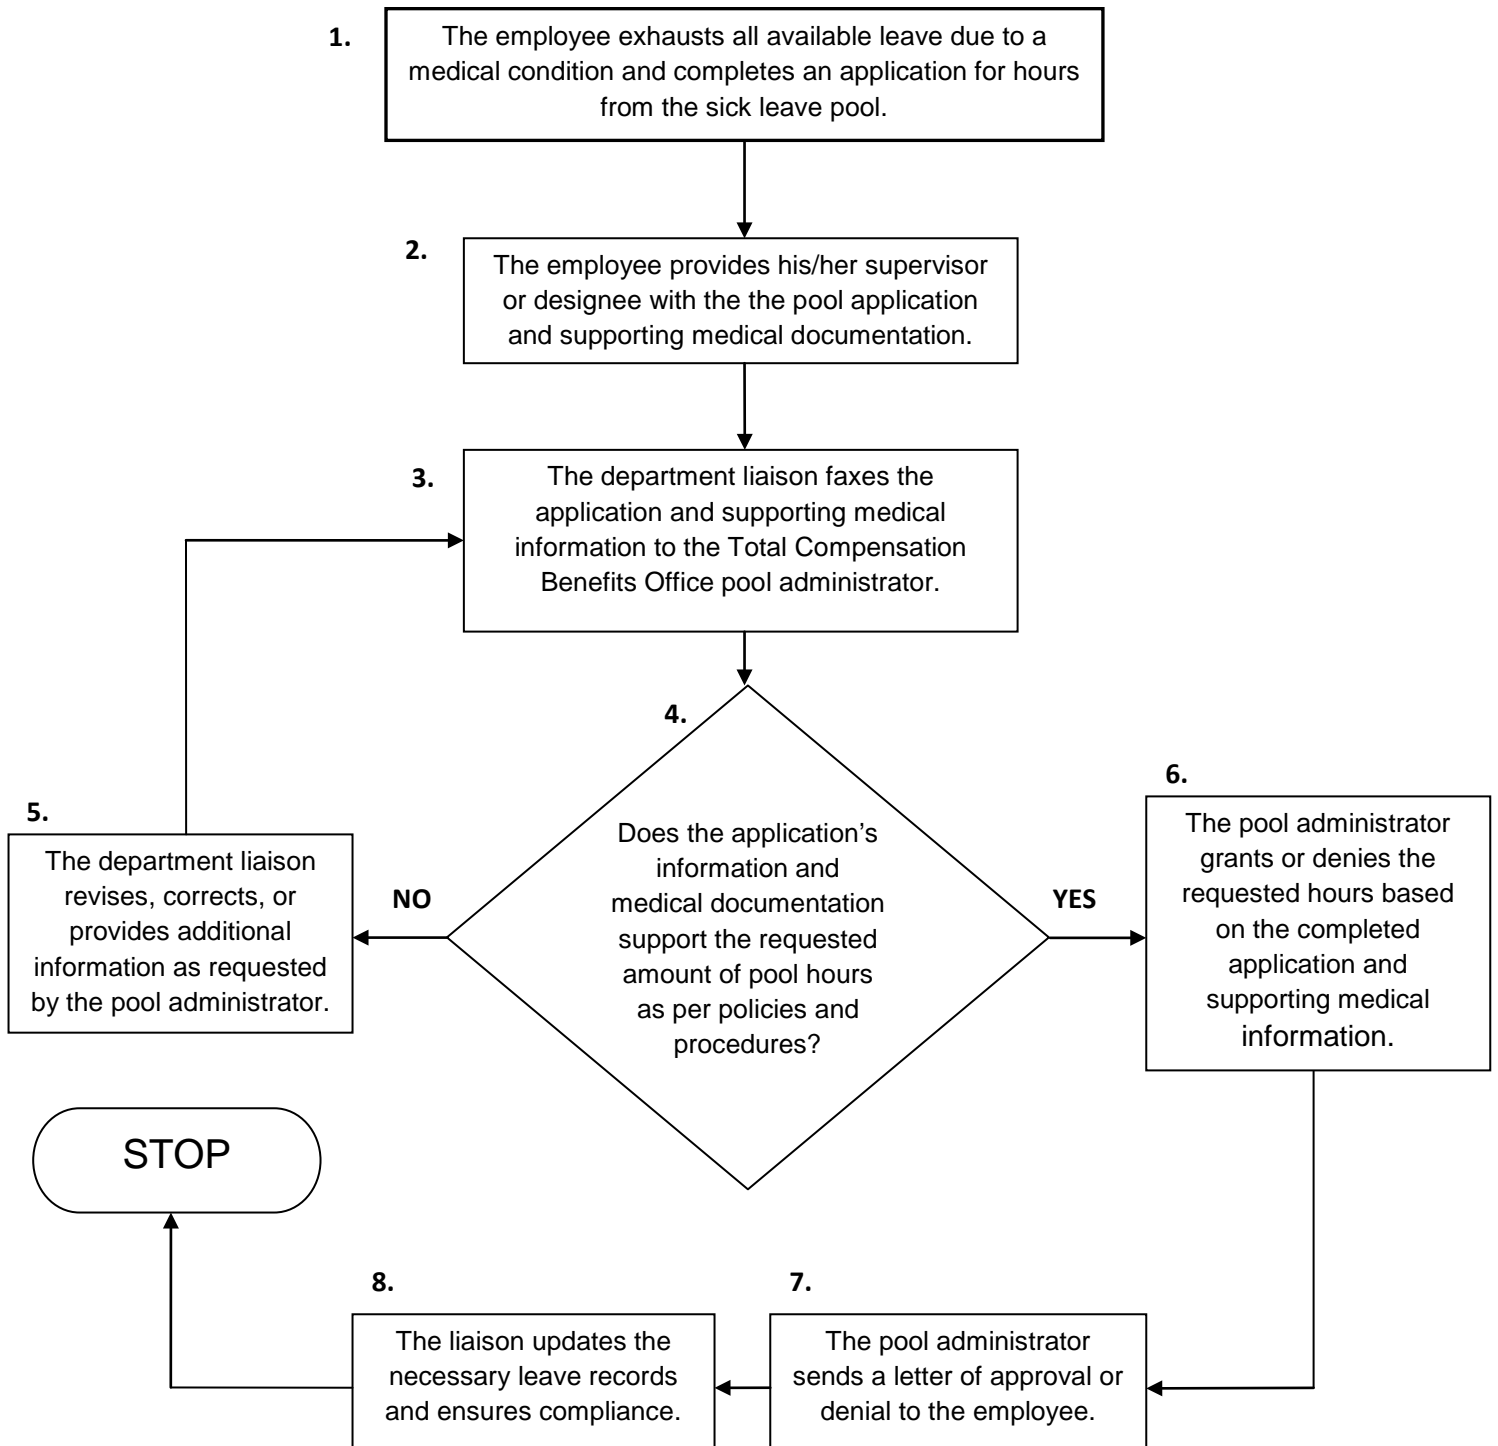 1.
The employee exhausts all available leave due to a
medical condition and completes an application for hours
from the sick leave pool.
2.
The employee provides his/her supervisor
or designee with the the pool application
and supporting medical documentation.
3.
The department liaison faxes the
application and supporting medical
information to the Total Compensation
Benefits Office pool administrator.
4.
Does the application’s
information and
medical documentation
support the requested
amount of pool hours
as per policies and
procedures?
NO
YES
5.
The department liaison
revises, corrects, or
provides additional
information as requested
by the pool administrator.
6.
The pool administrator
grants or denies the
requested hours based
on the completed
application and
supporting medical
information.
7.
The pool administrator
sends a letter of approval or
denial to the employee.
8.
The liaison updates the
necessary leave records
and ensures compliance.
STOP